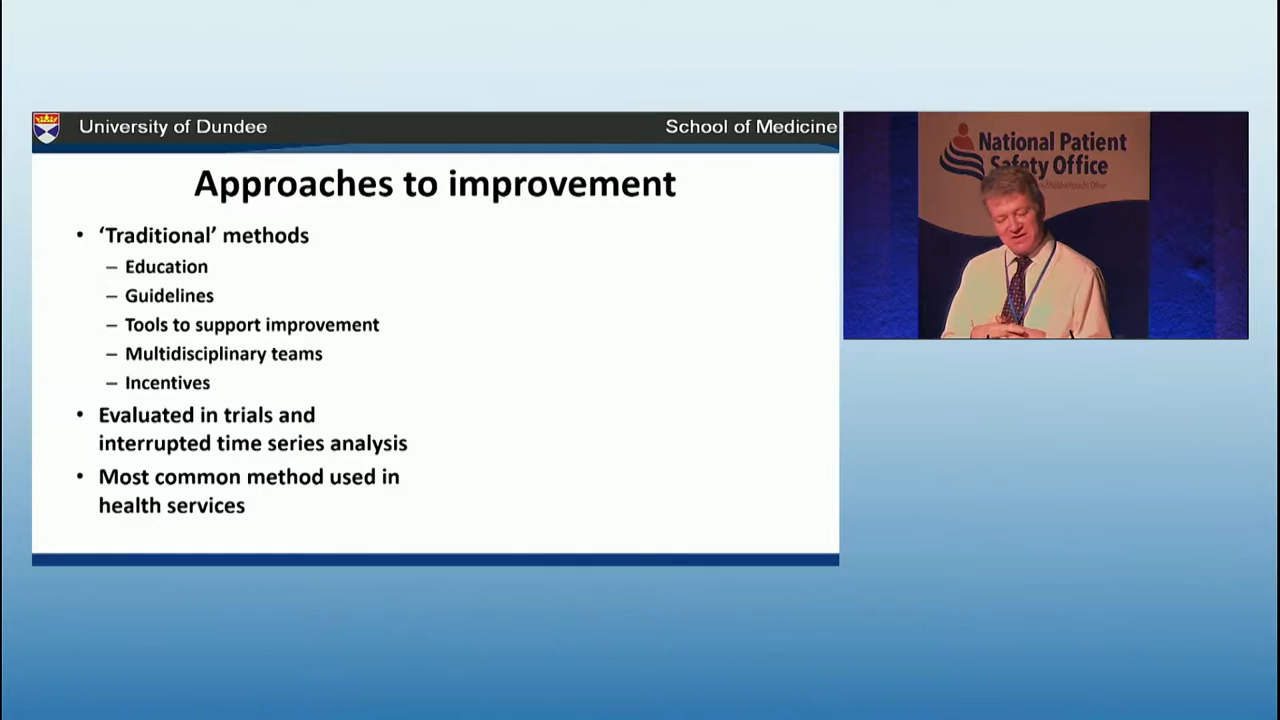 University of Dundee
School of Medicine
Approaches to improvement
• ‘Traditional’ methods
– Education
– Guidelines
– Tools to support improvement
– Multidisciplinary teams
– Incentives
• Evaluated in trials and
interrupted time series analysis
• Most common method used in
health services
National Patient
Safety Office